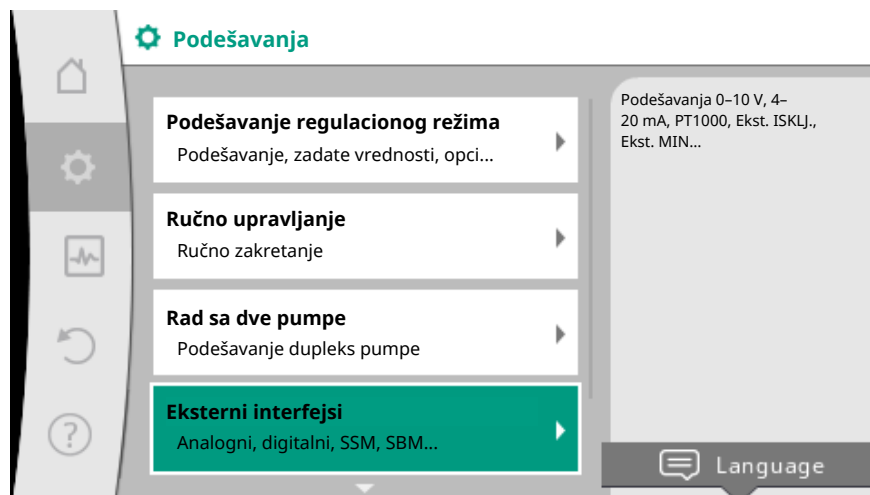 Podešavanja
Podešavanje regulacionog režima
Podešavanje, zadate vrednosti, opci...
Ručno upravljanje
Ručno zakretanje
Rad sa dve pumpe
Podešavanje dupleks pumpe
Eksterni interfejsi
Analogni, digitalni, SSM, SBM...
Podešavanja 0–10 V, 4–
20 mA, PT1000, Ekst. ISKLJ.,
Ekst. MIN...
?
Language